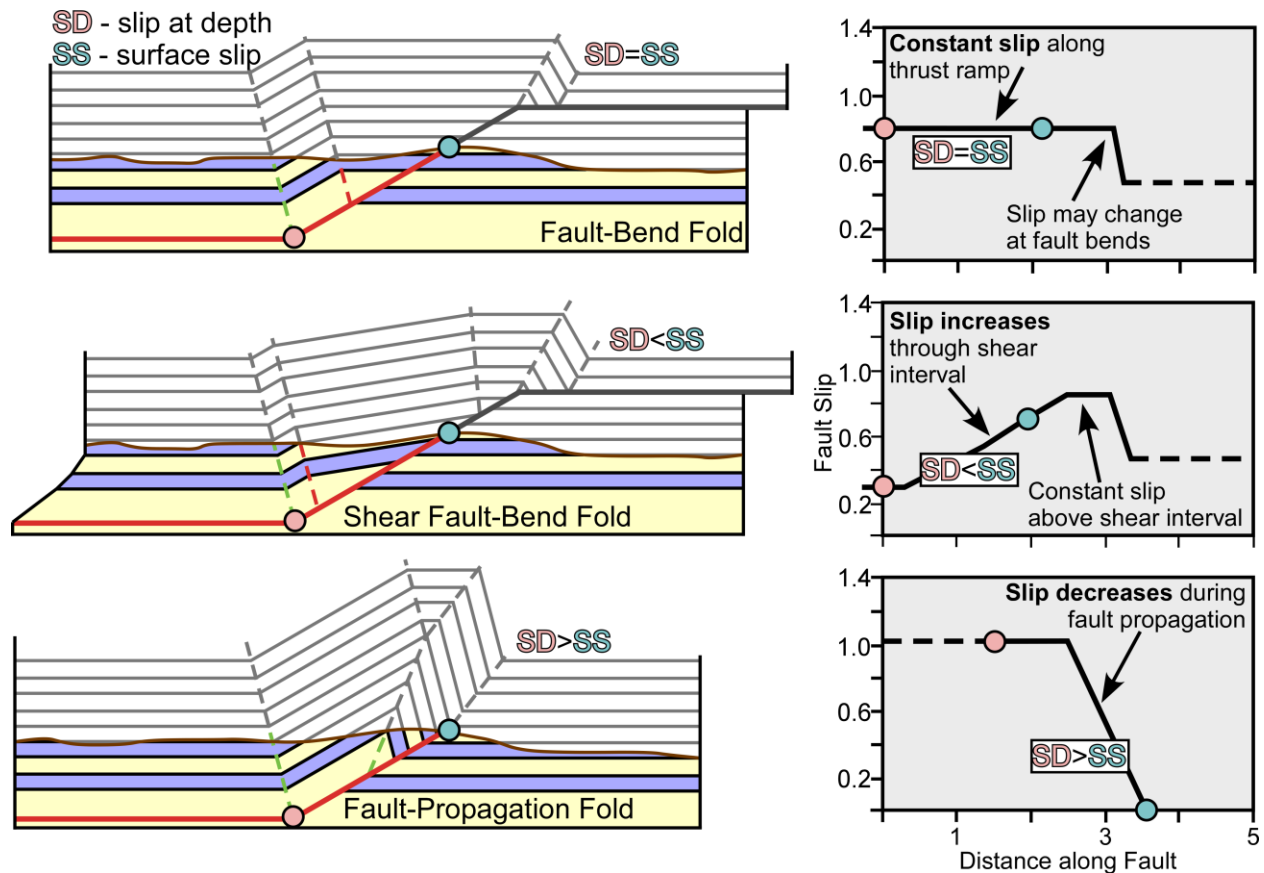 SD - slip at depth
SS - surface slip
SD=SS
Fault-Bend Fold
1.4
1.0
0.6
0.2
Constant slip along
thrust ramp
SD=SS
Slip may change
at fault bends
SD<SS
Shear Fault-Bend Fold
Fault Slip
1.4
1.0
0.6
0.2
Slip increases
through shear
interval
SD<SS
Constant slip
above shear interval
SD>SS
Fault-Propagation Fold
1.4
1.0
0.6
0.2
Slip decreases during
fault propagation
SD>SS
1 3 5
Distance along Fault